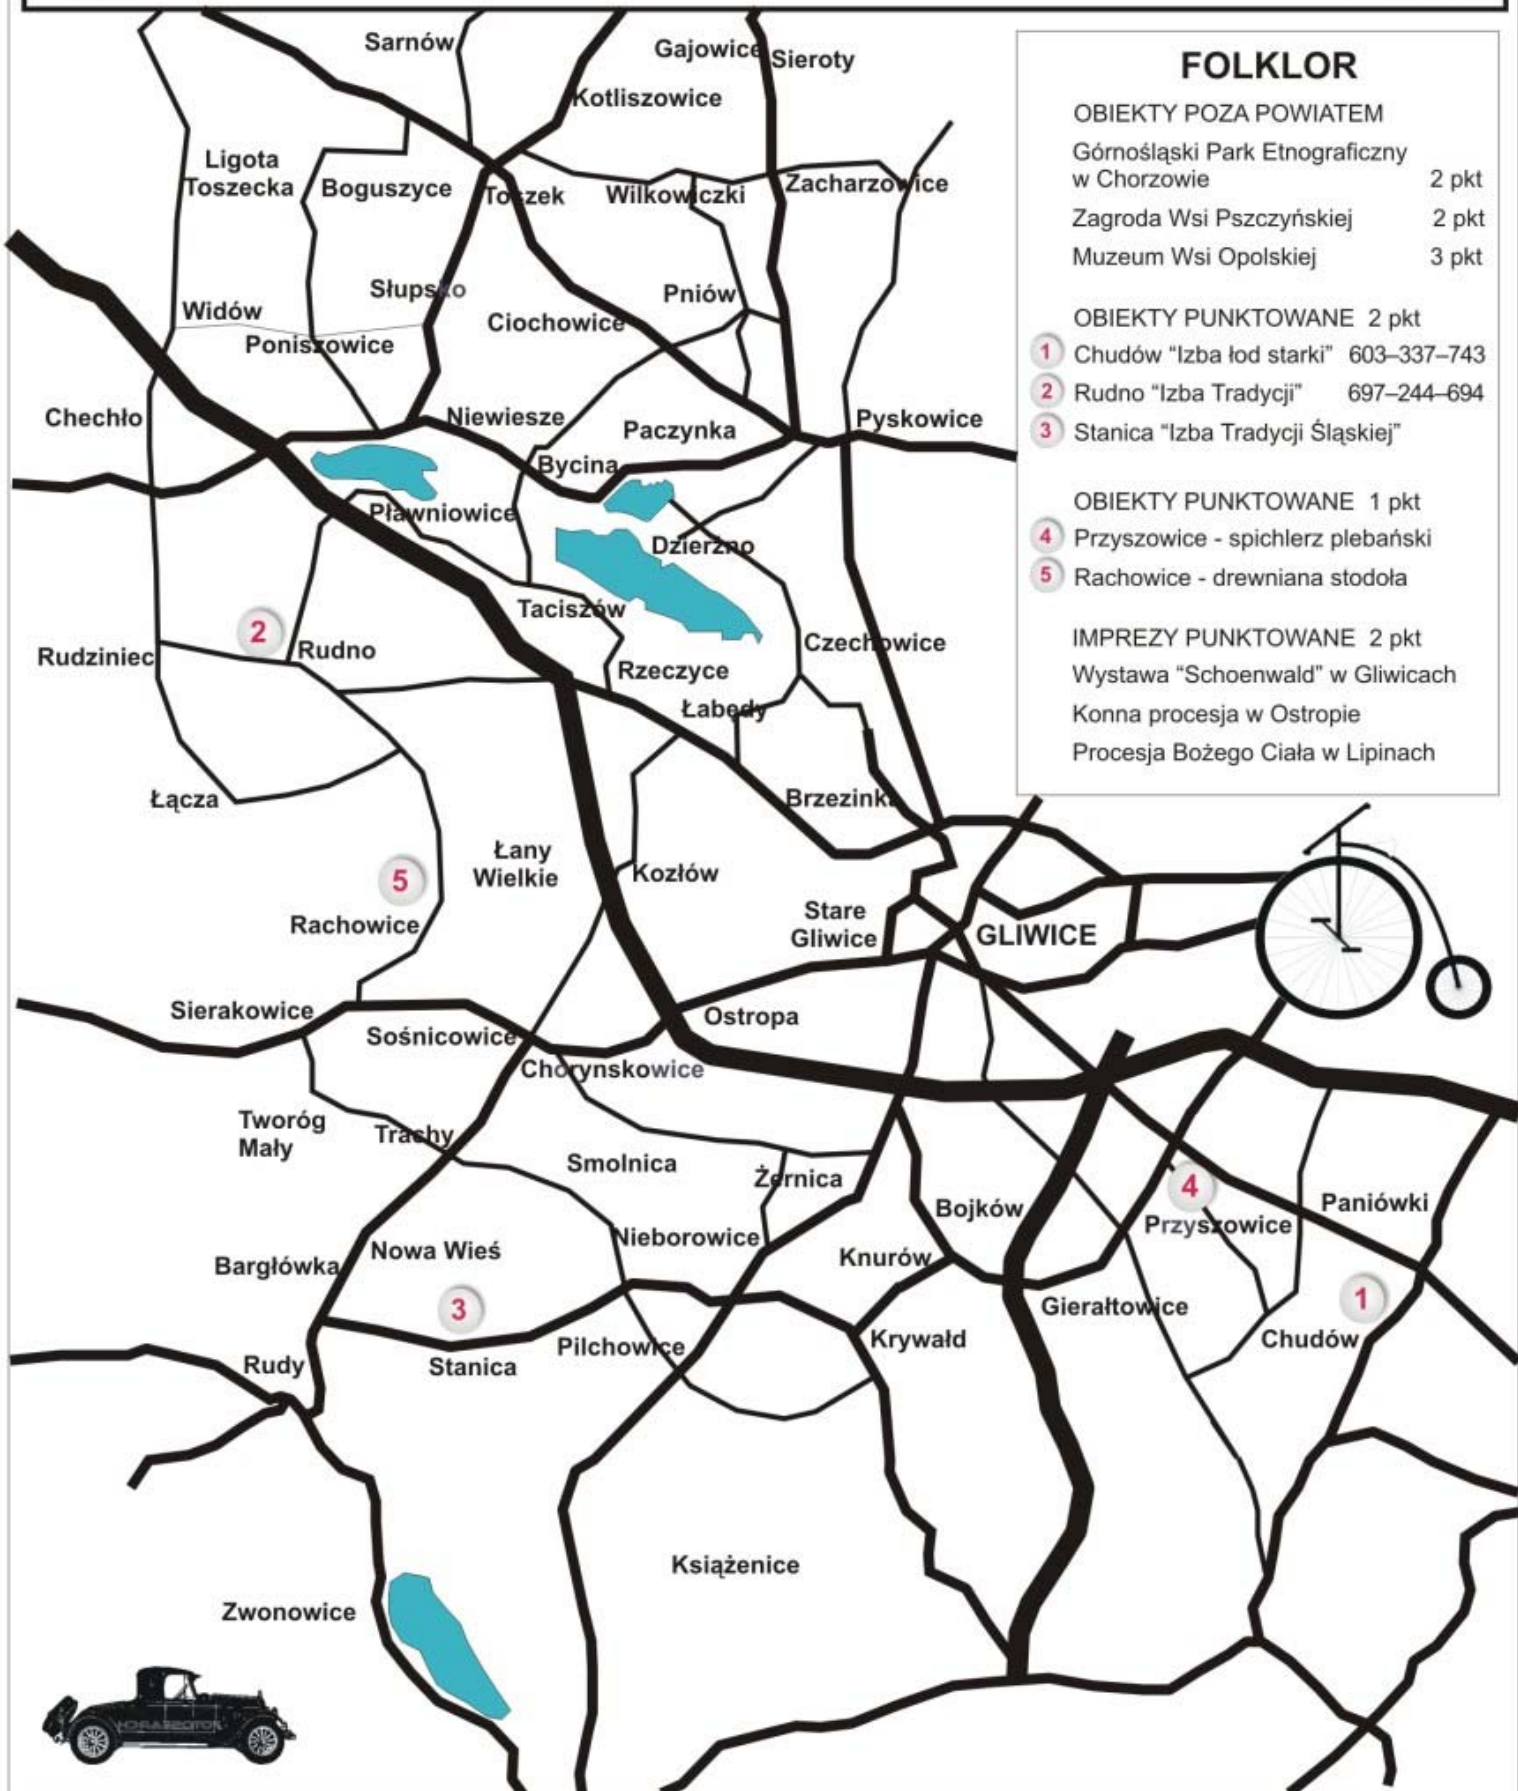 Sarnów
Gajowice
Sieroty
Kotliszowice
Ligota
Toszecka
Boguszyce
Toszek
Wilkowiczki
Zacharzowice
Słupsko
Pniów
Widów
Ciochowice
Poniszowice
Chechło
Niewiesze
Paczynka
Pyskowice
Bycina
Pławniowice
Dzierżno
Taciszów
Czechowice
Rudziniec
2
Rudno
Rzeczyce
Łabędy
Łącza
Brzezinka
Łany
Wielkie
Kozłów
5
Rachowice
Stare
Gliwice
GLIWICE
Sierakowice
Sośnicowice
Ostropa
Chorynskowice
Tworóg
Mały
Trachy
Smolnica
Żernica
4
Bojków
Przyszowice
Paniówki
Nieborowice
Nowa Wieś
Knurów
Bargłówka
3
1
Gierałtowice
Pilchowice
Krywałd
Chudów
Rudy
Stanica
Książenice
Zwonowice
FOLKLOR
OBIEKTY POZA POWIATEM
Górnośląski Park Etnograficzny
w Chorzowie 2 pkt
Zagroda Wsi Pszczyńskiej 2 pkt
Muzeum Wsi Opolskiej 3 pkt
OBIEKTY PUNKTOWANE 2 pkt
1 Chudów “Izba łod starki” 603–337–743
2 Rudno “Izba Tradycji” 697–244–694
3 Stanica “Izba Tradycji Śląskiej”
OBIEKTY PUNKTOWANE 1 pkt
4 Przyszowice - spichlerz plebański
5 Rachowice - drewniana stodoła
IMPREZY PUNKTOWANE 2 pkt
Wystawa “Schoenwald” w Gliwicach
Konna procesja w Ostropie
Procesja Bożego Ciała w Lipinach